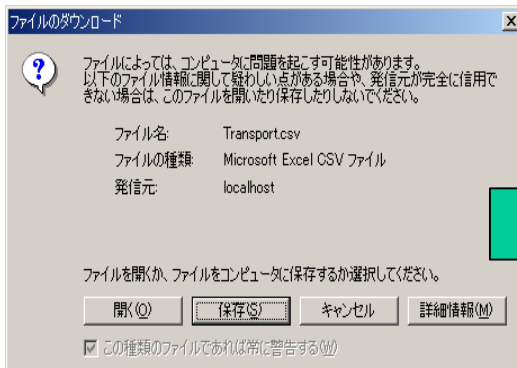 ファイルのダウンロード
ファイルによっては、コンピュータに問題を起こす可能性があります。
以下のファイル情報に関して疑わしい点がある場合や、発信元が完全に信用で
きない場合は、このファイルを開いたり保存したりしないでください。
ファイル名: Transport.csv
ファイルの種類: Microsoft Excel CSV ファイル
発信元: localhost
ファイルを開くか、ファイルをコンピュータに保存するか選択してください。
開く(O) 保存(S) キャンセル 詳細情報(M)
この種類のファイルであれば常に警告する(W)